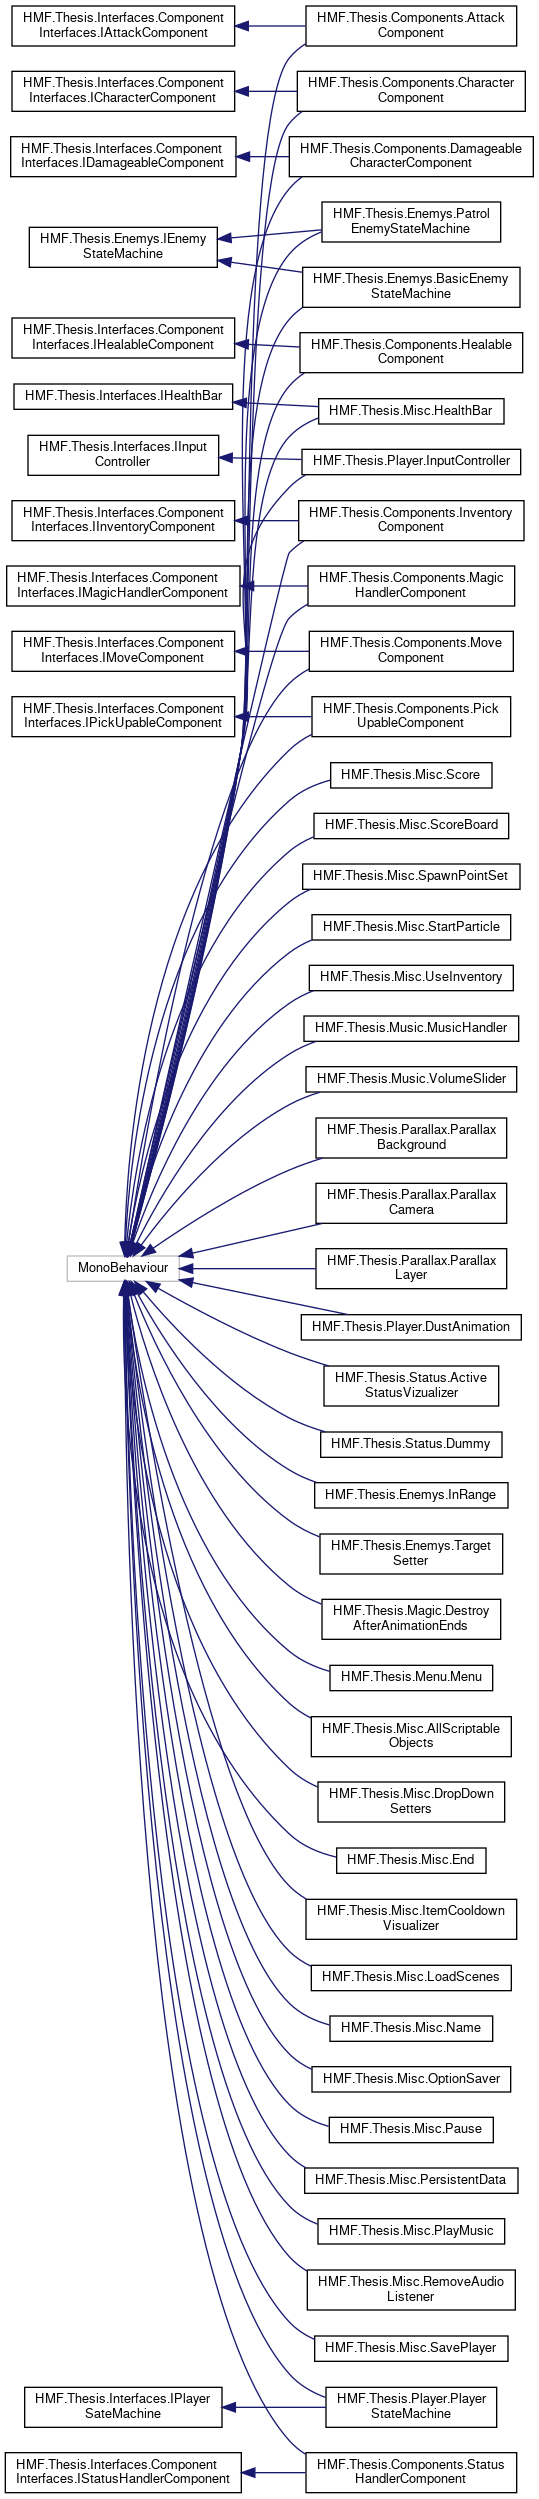 HMF.Thesis.Interfaces.Component
Interfaces.IAttackComponent
HMF.Thesis.Components.Attack
Component
HMF.Thesis.Interfaces.Component
Interfaces.ICharacterComponent
HMF.Thesis.Components.Character
Component
HMF.Thesis.Interfaces.Component
Interfaces.IDamageableComponent
HMF.Thesis.Components.Damageable
CharacterComponent
HMF.Thesis.Enemys.IEnemy
StateMachine
HMF.Thesis.Enemys.Patrol
EnemyStateMachine
HMF.Thesis.Enemys.BasicEnemy
StateMachine
HMF.Thesis.Interfaces.Component
Interfaces.IHealableComponent
HMF.Thesis.Components.Healable
Component
HMF.Thesis.Interfaces.IHealthBar
HMF.Thesis.Misc.HealthBar
HMF.Thesis.Interfaces.IInput
Controller
HMF.Thesis.Player.InputController
HMF.Thesis.Interfaces.Component
Interfaces.IInventoryComponent
HMF.Thesis.Components.Inventory
Component
HMF.Thesis.Interfaces.Component
Interfaces.IMagicHandlerComponent
HMF.Thesis.Components.Magic
HandlerComponent
HMF.Thesis.Interfaces.Component
Interfaces.IMoveComponent
HMF.Thesis.Components.Move
Component
HMF.Thesis.Interfaces.Component
Interfaces.IPickUpableComponent
HMF.Thesis.Components.Pick
UpableComponent
HMF.Thesis.Misc.Score
HMF.Thesis.Misc.ScoreBoard
HMF.Thesis.Misc.SpawnPointSet
HMF.Thesis.Misc.StartParticle
HMF.Thesis.Misc.UseInventory
HMF.Thesis.Music.MusicHandler
HMF.Thesis.Music.VolumeSlider
HMF.Thesis.Parallax.Parallax
Background
HMF.Thesis.Parallax.Parallax
Camera
MonoBehaviour
HMF.Thesis.Parallax.Parallax
Layer
HMF.Thesis.Player.DustAnimation
HMF.Thesis.Status.Active
StatusVizualizer
HMF.Thesis.Status.Dummy
HMF.Thesis.Enemys.InRange
HMF.Thesis.Enemys.Target
Setter
HMF.Thesis.Magic.Destroy
AfterAnimationEnds
HMF.Thesis.Menu.Menu
HMF.Thesis.Misc.AllScriptable
Objects
HMF.Thesis.Misc.DropDown
Setters
HMF.Thesis.Misc.End
HMF.Thesis.Misc.ItemCooldown
Visualizer
HMF.Thesis.Misc.LoadScenes
HMF.Thesis.Misc.Name
HMF.Thesis.Misc.OptionSaver
HMF.Thesis.Misc.Pause
HMF.Thesis.Misc.PersistentData
HMF.Thesis.Misc.PlayMusic
HMF.Thesis.Misc.RemoveAudio
Listener
HMF.Thesis.Misc.SavePlayer
HMF.Thesis.Interfaces.IPlayer
SateMachine
HMF.Thesis.Player.Player
StateMachine
HMF.Thesis.Interfaces.Component
Interfaces.IStatusHandlerComponent
HMF.Thesis.Components.Status
HandlerComponent